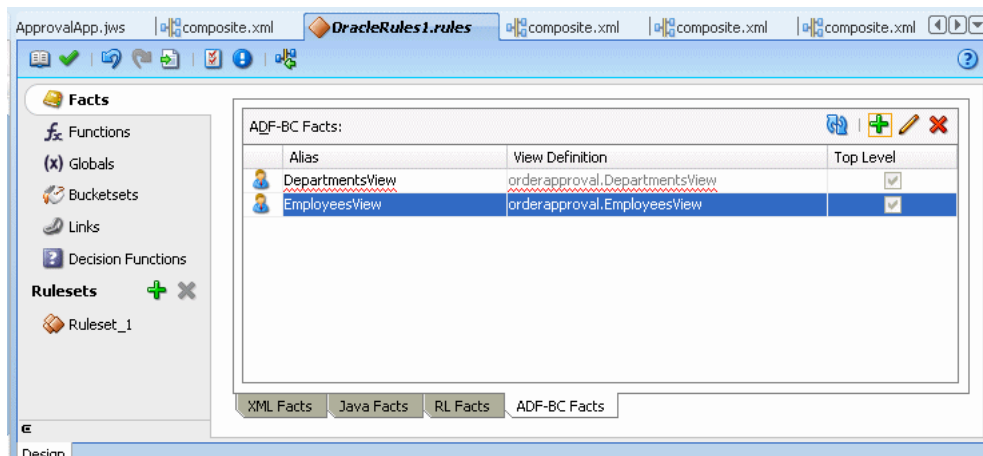 ApprovalApp.jws composite.xml OracleRules1.rules composite.xml composite.xml composite.xml
Facts
Functions
(x) Globals
Bucketsets
Links
Decision Functions
Rulesets
Ruleset_1
ADF-BC Facts:
Alias View Definition Top Level
DepartmentsView orderapproval.DepartmentsView
EmployeesView orderapproval.EmployeesView
XML Facts Java Facts RL Facts ADF-BC Facts
Design